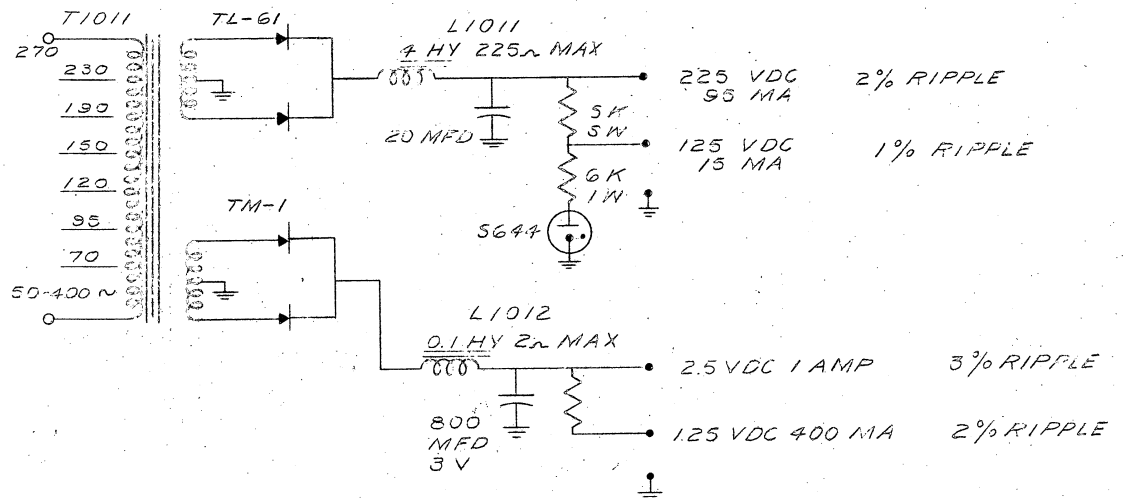 T1011
TL-61
L1011
270
4 HY 225Ω MAX
230
225 VDC 2% RIPPLE
95 MA
190
5K
5W
20 MFD
150
125 VDC 1% RIPPLE
15 MA
120
6K
1W
TM-1
95
5644
70
50-400 ~
L1012
0.1 HY 2Ω MAX
2.5 VDC 1 AMP 3% RIPPLE
800
MFD
3 V
1.25 VDC 400 MA 2% RIPPLE